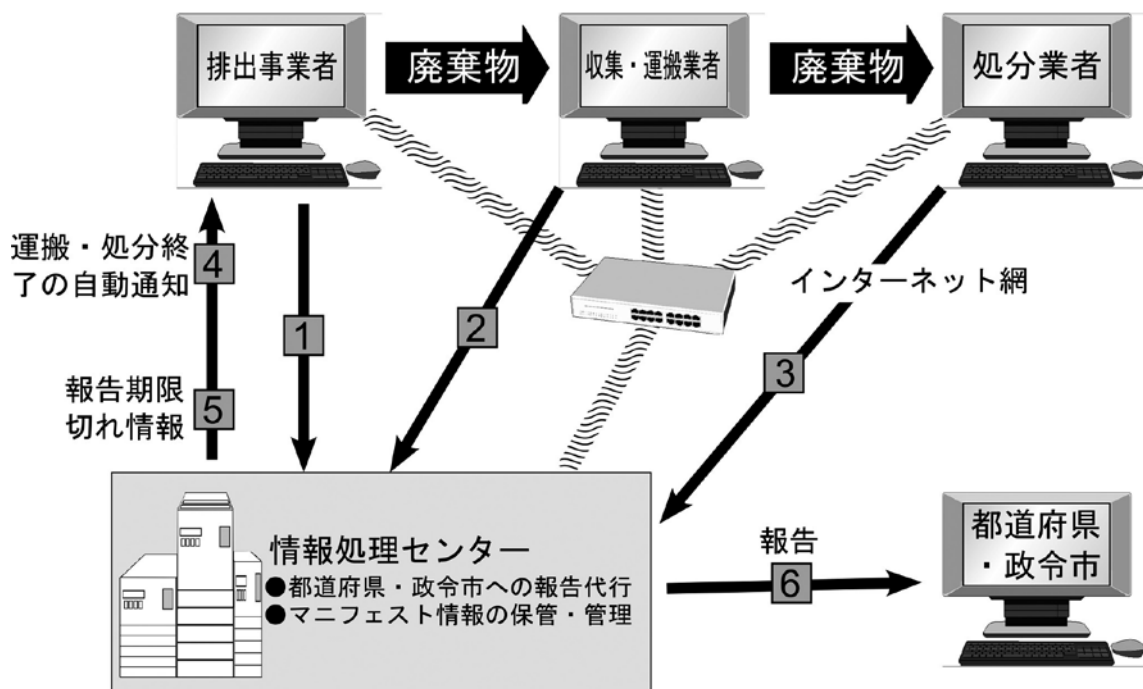 排出事業者
廃棄物
収集・運搬業者
廃棄物
処分業者
運搬・処分終
了の自動通知
4
1
2
インターネット網
3
報告期限
切れ情報
5
情報処理センター
●都道府県・政令市への報告代行
●マニフェスト情報の保管・管理
報告
6
都道府県
・政令市